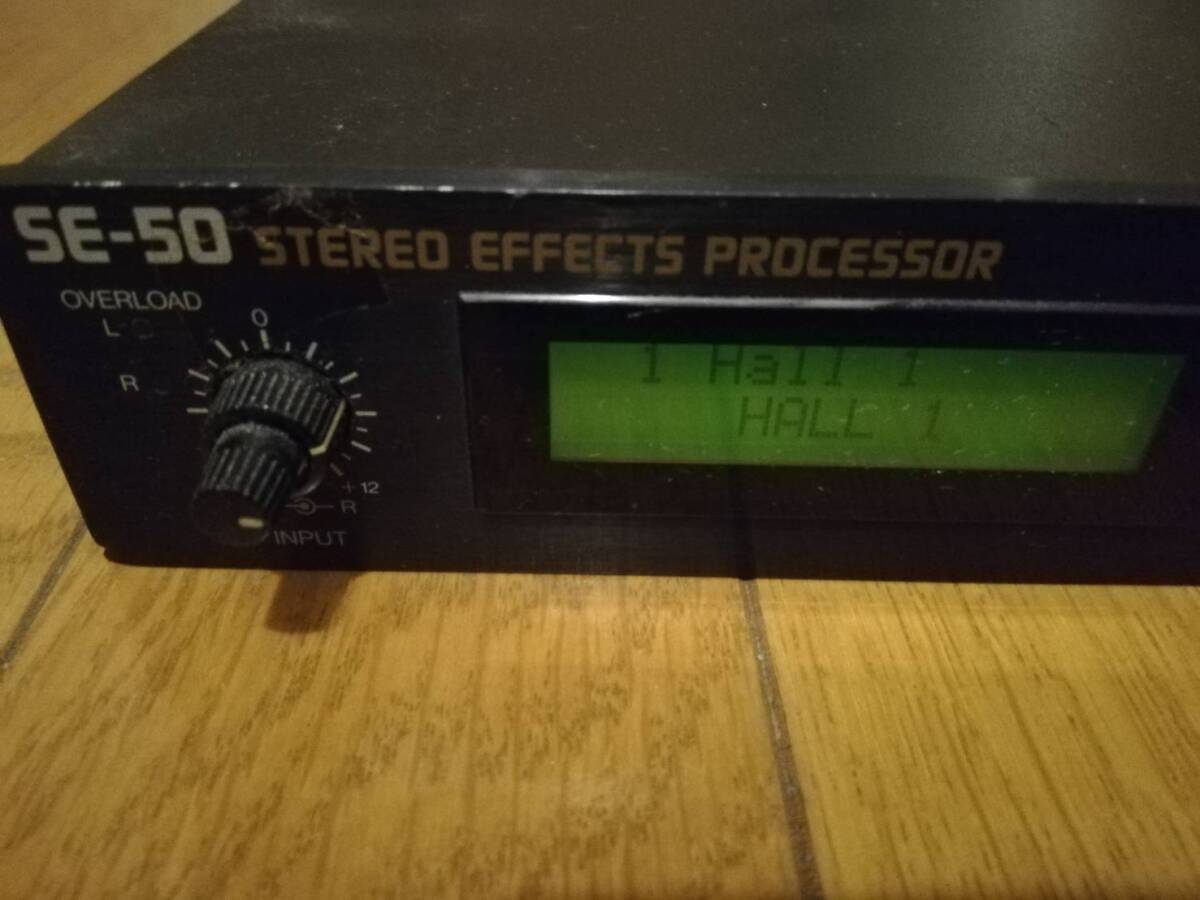 SE-50 STEREO EFFECTS PROCESSOR
OVERLOAD
L
R
0
+12
R
INPUT
1 Hall 1
HALL 1